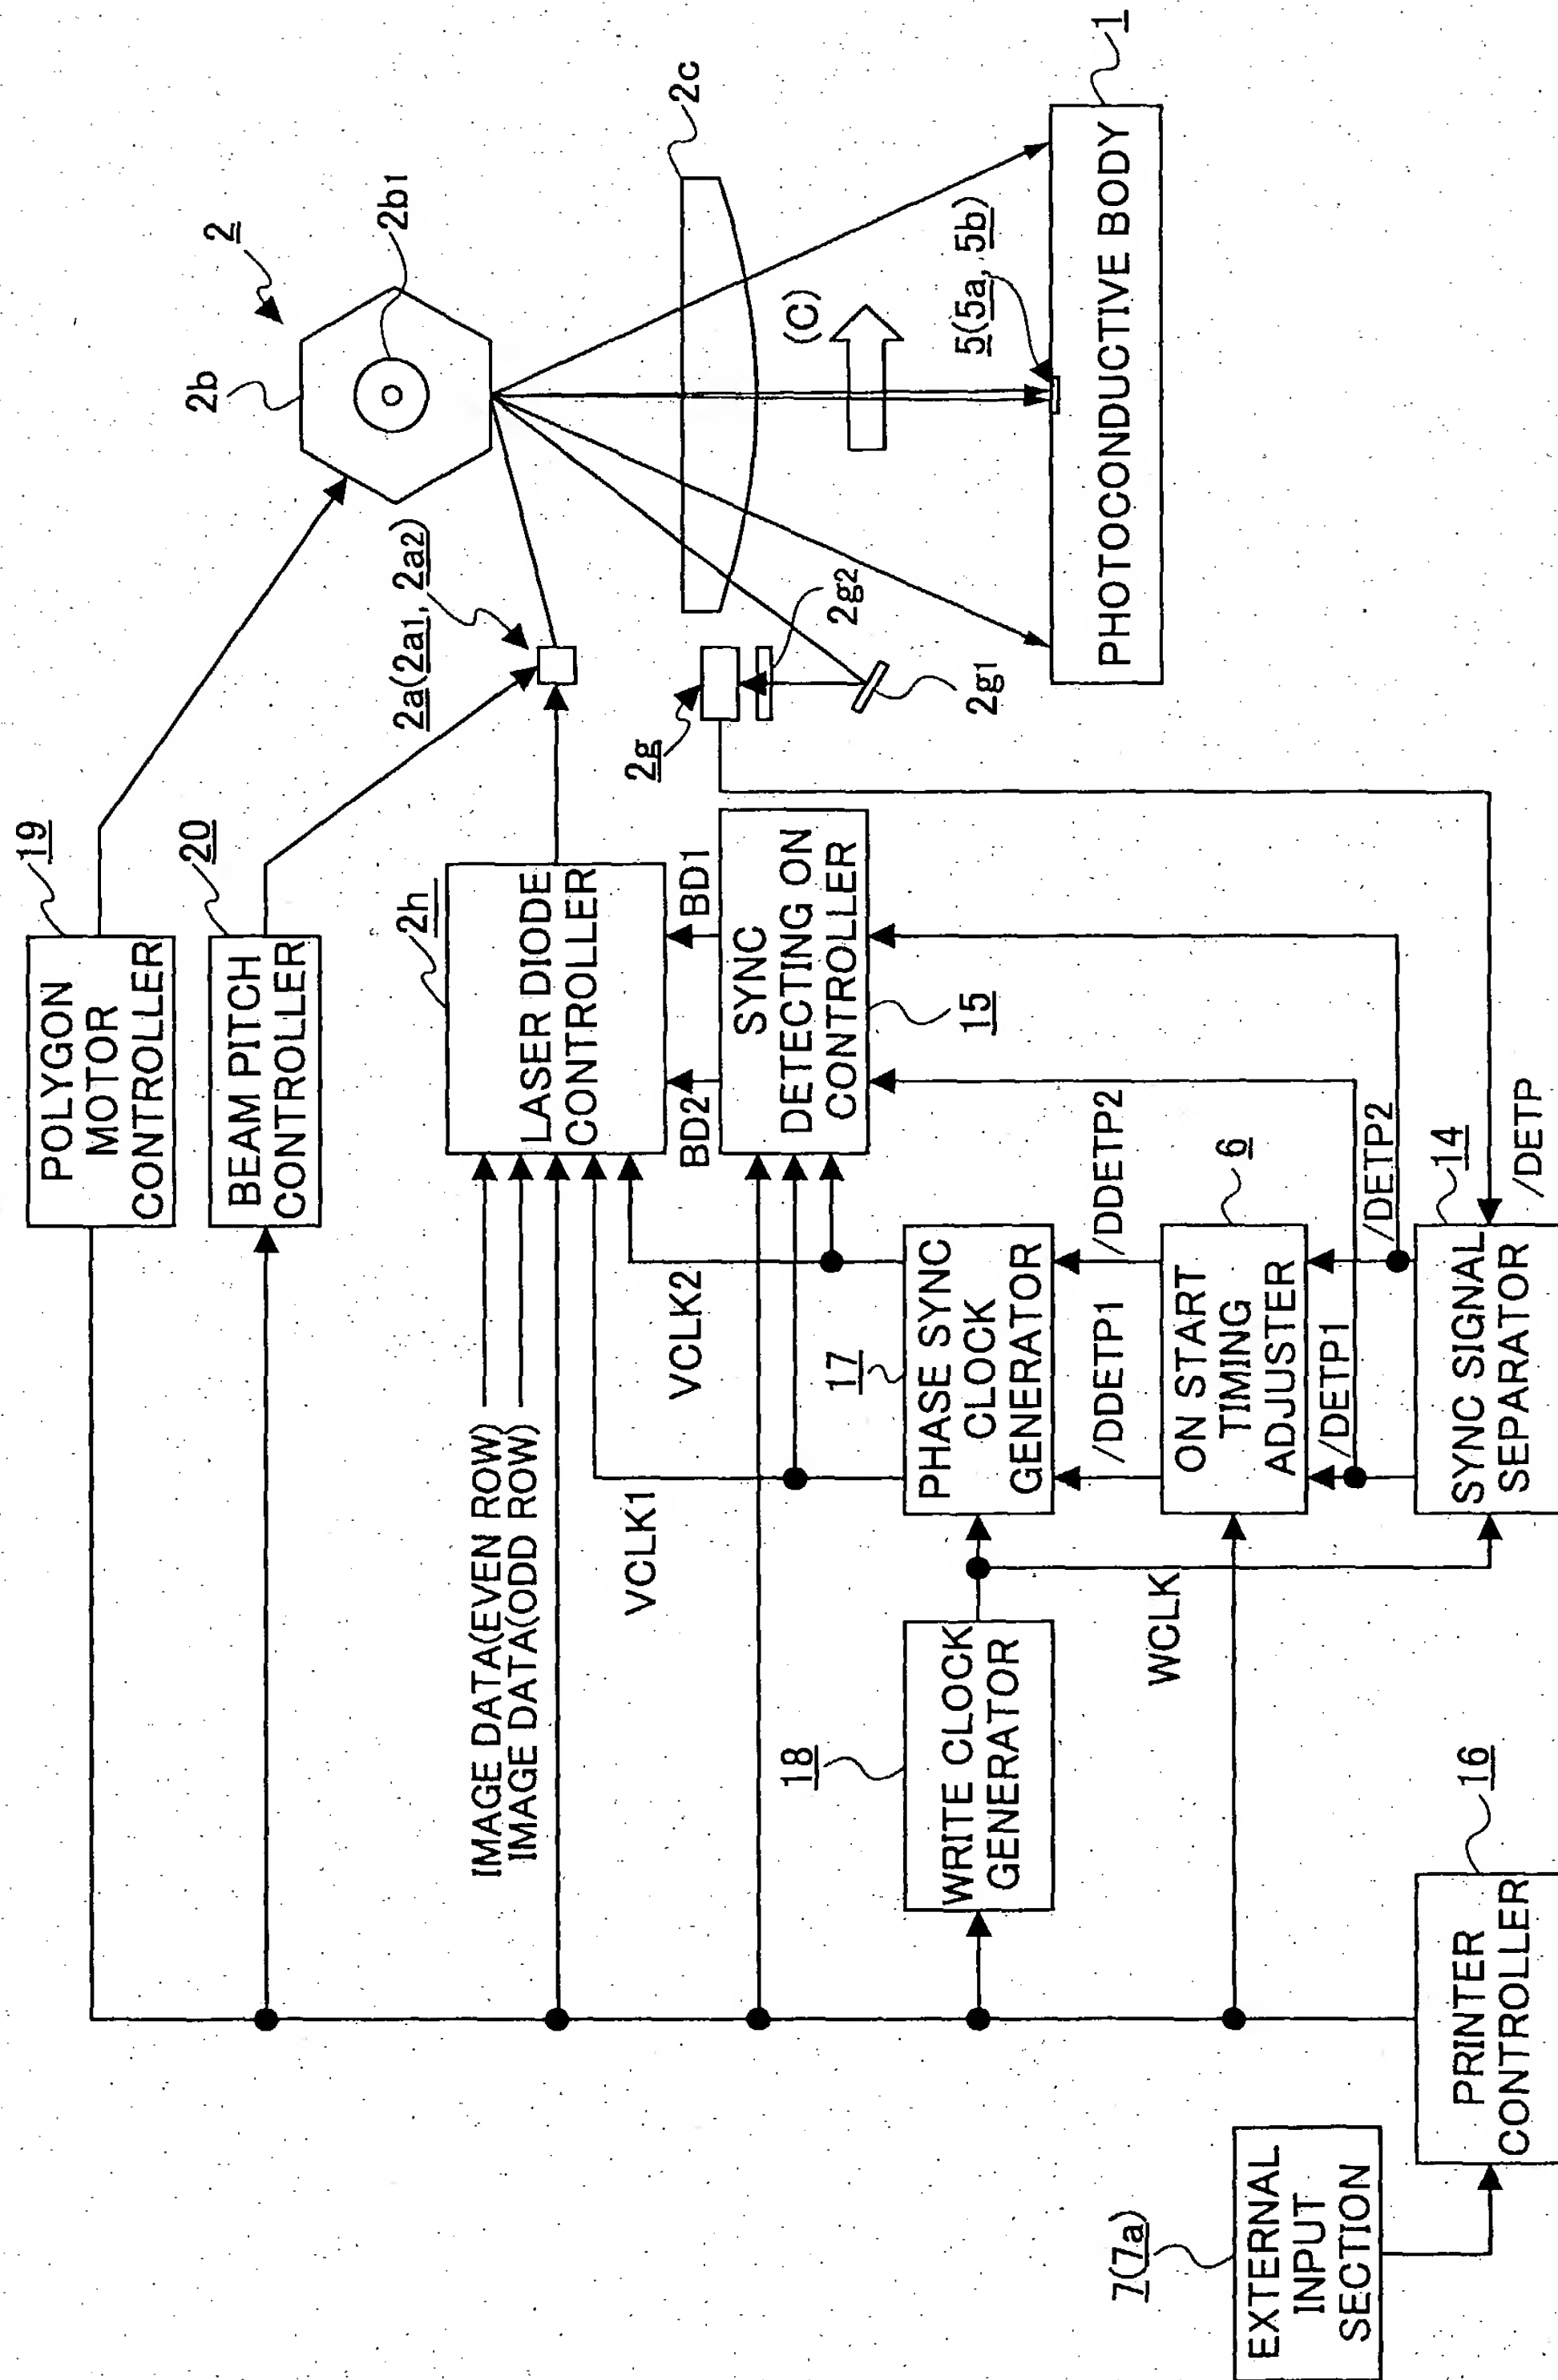 POLYGON
MOTOR
CONTROLLER
19
BEAM PITCH
CONTROLLER
20
2
2b
2b1
2a(2a1, 2a2)
2c
IMAGE DATA(EVEN ROW)
IMAGE DATA(ODD ROW)
LASER DIODE
CONTROLLER
2h
VCLK1
VCLK2
BD2
BD1
SYNC
DETECTING ON
CONTROLLER
15
2g
2g2
2g1
(C)
5(5a, 5b)
PHOTOCONDUCTIVE BODY
1
WRITE CLOCK
GENERATOR
18
PHASE SYNC
CLOCK
GENERATOR
17
/DDETP1
/DDETP2
WCLK
ON START
TIMING
ADJUSTER
6
/DETP1
/DETP2
SYNC SIGNAL
SEPARATOR
14
/DETP
EXTERNAL
INPUT
SECTION
7(7a)
PRINTER
CONTROLLER
16